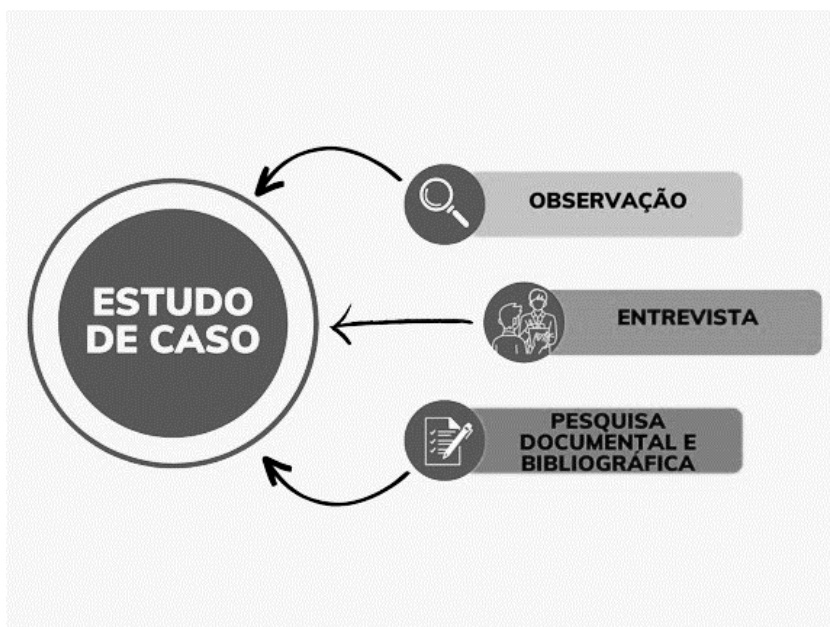 ESTUDO
DE CASO
OBSERVAÇÃO
ENTREVISTA
PESQUISA
DOCUMENTAL E
BIBLIOGRÁFICA